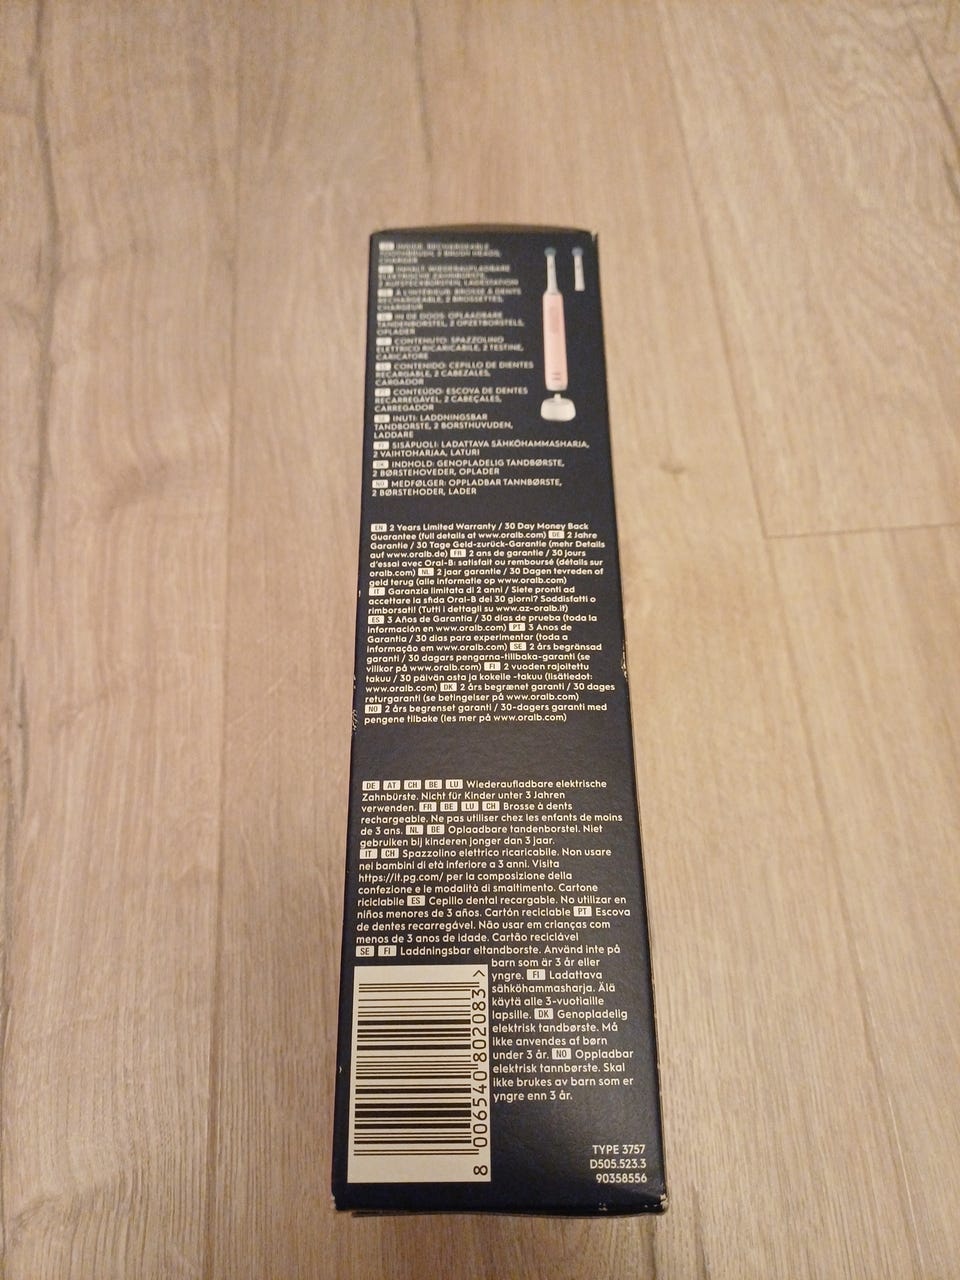 EN INSIDE: RECHARGEABLE
TOOTHBRUSH, 2 BRUSH HEADS,
CHARGER
DE INHALT: WIEDERAUFLADBARE
ELEKTRISCHE ZAHNBÜRSTE,
2 AUFSTECKBÜRSTEN, LADESTATION
À L'INTÉRIEUR: BROSSE À DENTS
RECHARGEABLE, 2 BROSSETTES,
CHARGEUR
IN DE DOOS: OPLAADBARE
TANDENBORSTEL, 2 OPZETBORSTELS,
OPLADER
CONTENUTO: SPAZZOLINO
ELETTRICO RICARICABILE, 2 TESTINE,
CARICATORE
ES CONTENIDO: CEPILLO DE DIENTES
RECARGABLE, 2 CABEZALES,
CARGADOR
PT CONTEÚDO: ESCOVA DE DENTES
RECARREGÁVEL, 2 CABEÇALES,
CARREGADOR
SE INUTI: LADDNINGSBAR
TANDBORSTE, 2 BORSTHUVUDEN,
LADDARE
FI SISÄPUOLI: LADATTAVA SÄHKÖHAMMASHARJA,
2 VAIHTOHARJAA, LATURI
DK INDHOLD: GENOPLADELIG TANDBØRSTE,
2 BØRSTEHOVEDER, OPLADER
NO MEDFØLGER: OPPLADBAR TANNBØRSTE,
2 BØRSTEHODER, LADER
EN 2 Years Limited Warranty / 30 Day Money Back
Guarantee (full details at www.oralb.com) DE 2 Jahre
Garantie / 30 Tage Geld-zurück-Garantie (mehr Details
auf www.oralb.de) FR 2 ans de garantie / 30 jours
d'essai avec Oral-B: satisfait ou remboursé (détails sur
oralb.com) NL 2 jaar garantie / 30 Dagen tevreden of
geld terug (alle informatie op www.oralb.com)
IT Garanzia limitata di 2 anni / Siete pronti ad
accettare la sfida Oral-B dei 30 giorni? Soddisfatti o
rimborsati! (Tutti i dettagli su www.az-oralb.it)
ES 3 Años de Garantia / 30 días de prueba (toda la
información en www.oralb.com) PT 3 Anos de
Garantia / 30 dias para experimentar (toda a
informação em www.oralb.com) SE 2 års begränsad
garanti / 30 dagars pengarna-tillbaka-garanti (se
villkor på www.oralb.com) FI 2 vuoden rajoitettu
takuu / 30 päivän osta ja kokeile -takuu (lisätiedot:
www.oralb.com) DK 2 års begrænset garanti / 30 dages
returgaranti (se betingelser på www.oralb.com)
NO 2 års begrenset garanti / 30-dagers garanti med
pengene tilbake (les mer på www.oralb.com)
DE AT CH BE LU Wiederaufladbare elektrische
Zahnbürste. Nicht für Kinder unter 3 Jahren
verwenden. FR BE LU CH Brosse à dents
rechargeable. Ne pas utiliser chez les enfants de moins
de 3 ans. NL BE Oplaadbare tandenborstel. Niet
gebruiken bij kinderen jonger dan 3 jaar.
IT CH Spazzolino elettrico ricaricabile. Non usare
nei bambini di età inferiore a 3 anni. Visita
https://it.pg.com/ per la composizione della
confezione e le modalità di smaltimento. Cartone
riciclabile ES Cepillo dental recargable. No utilizar en
niños menores de 3 años. Cartón reciclable PT Escova
de dentes recarregável. Não usar em crianças com
menos de 3 anos de idade. Cartão reciclável
SE FI Laddningsbar eltandborste. Använd inte på
barn som är 3 år eller
yngre. FI Ladattava
sähköhammasharja. Älä
käytä alle 3-vuotiaille
lapsille. DK Genopladelig
elektrisk tandbørste. Må
ikke anvendes af børn
under 3 år. NO Oppladbar
elektrisk tannbørste. Skal
ikke brukes av barn som er
yngre enn 3 år.
8 006540 802083 >
TYPE 3757
D505.523.3
90358556